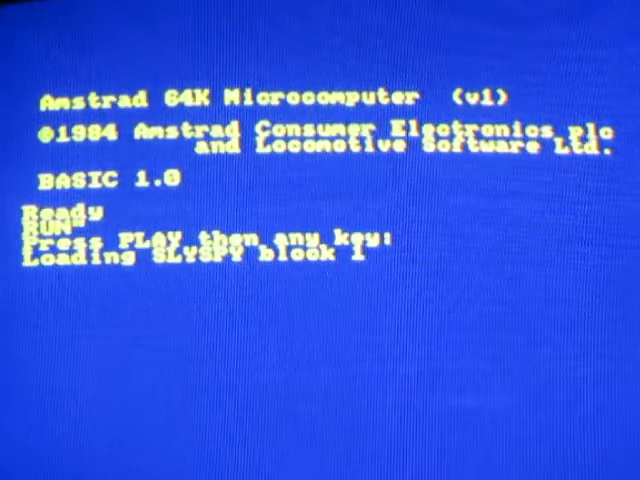 Amstrad 64K Microcomputer (v1)
©1984 Amstrad Consumer Electronics plc
and Locomotive Software Ltd.
BASIC 1.0
Ready
RUN"
Press PLAY then any key:
Loading SLYSPY block 1